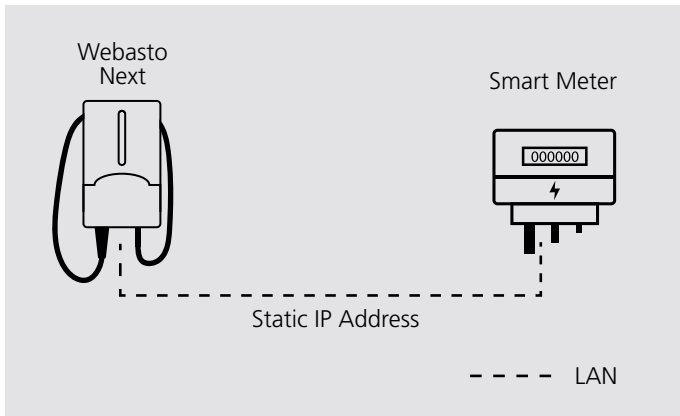 Webasto
Next
Smart Meter
000000
Static IP Address
LAN